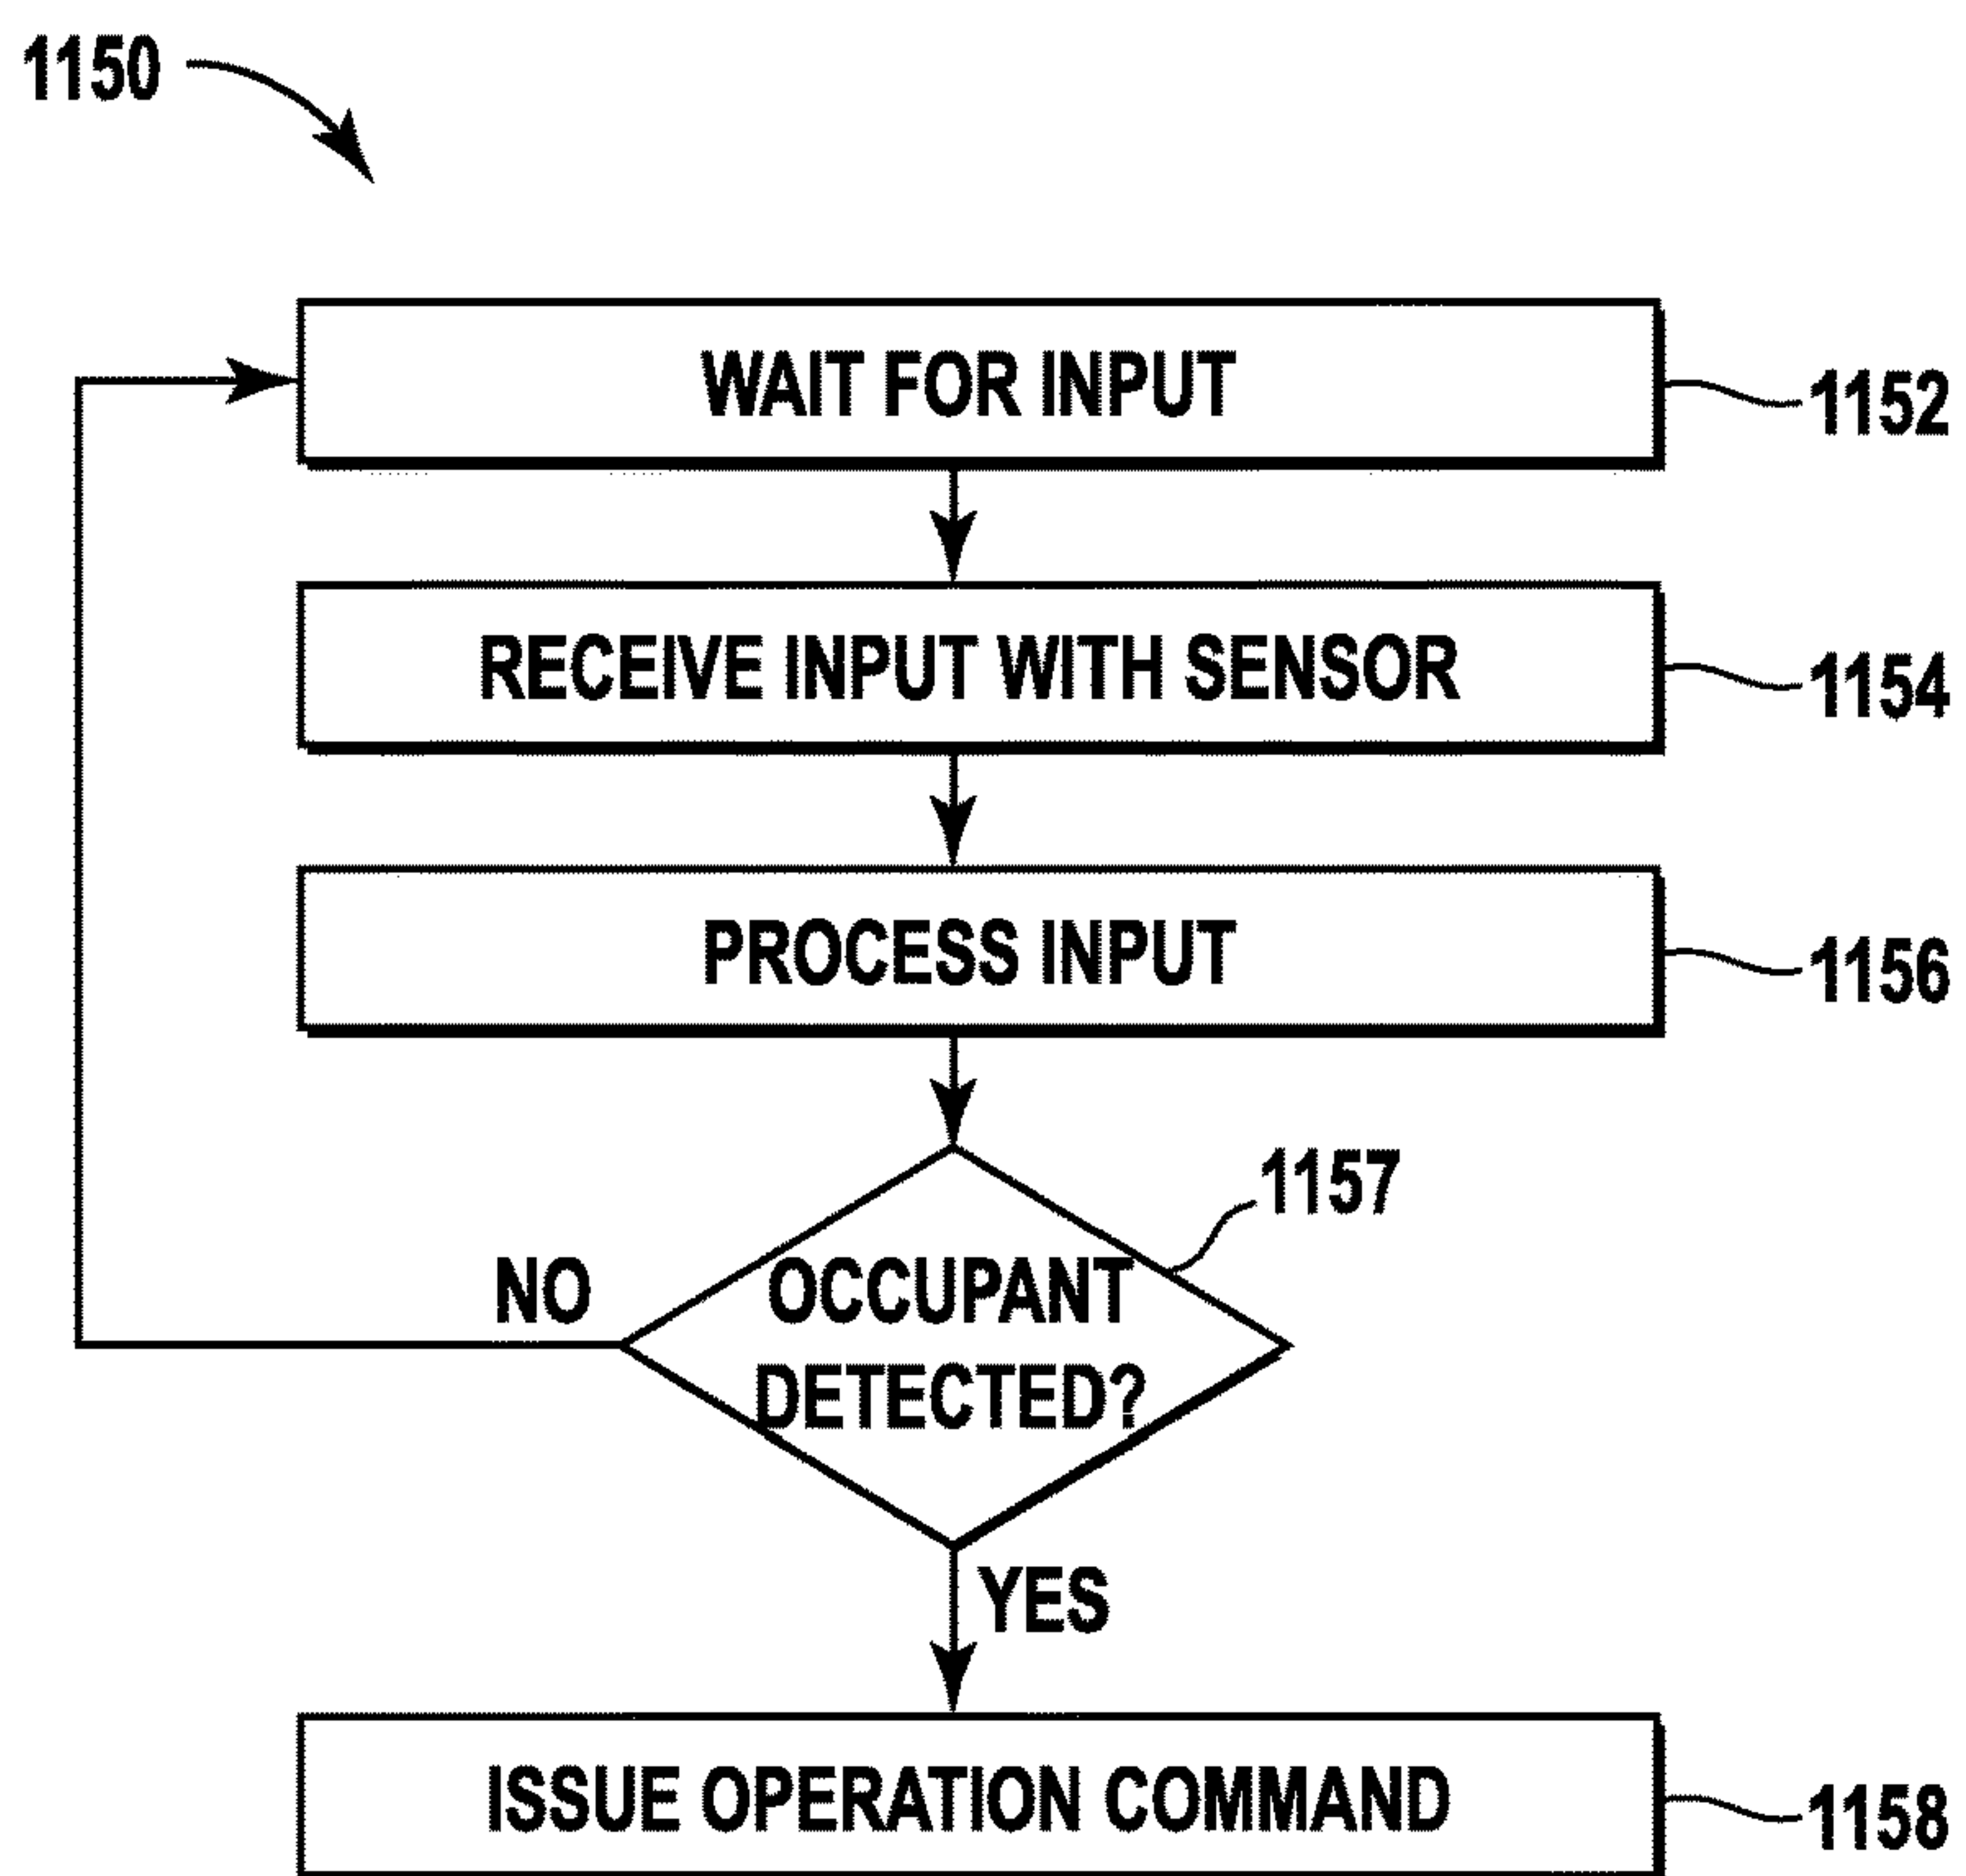 1150
WAIT FOR INPUT
1152
RECEIVE INPUT WITH SENSOR
1154
PROCESS INPUT
1156
1157
NO
OCCUPANT
DETECTED?
YES
ISSUE OPERATION COMMAND
1158